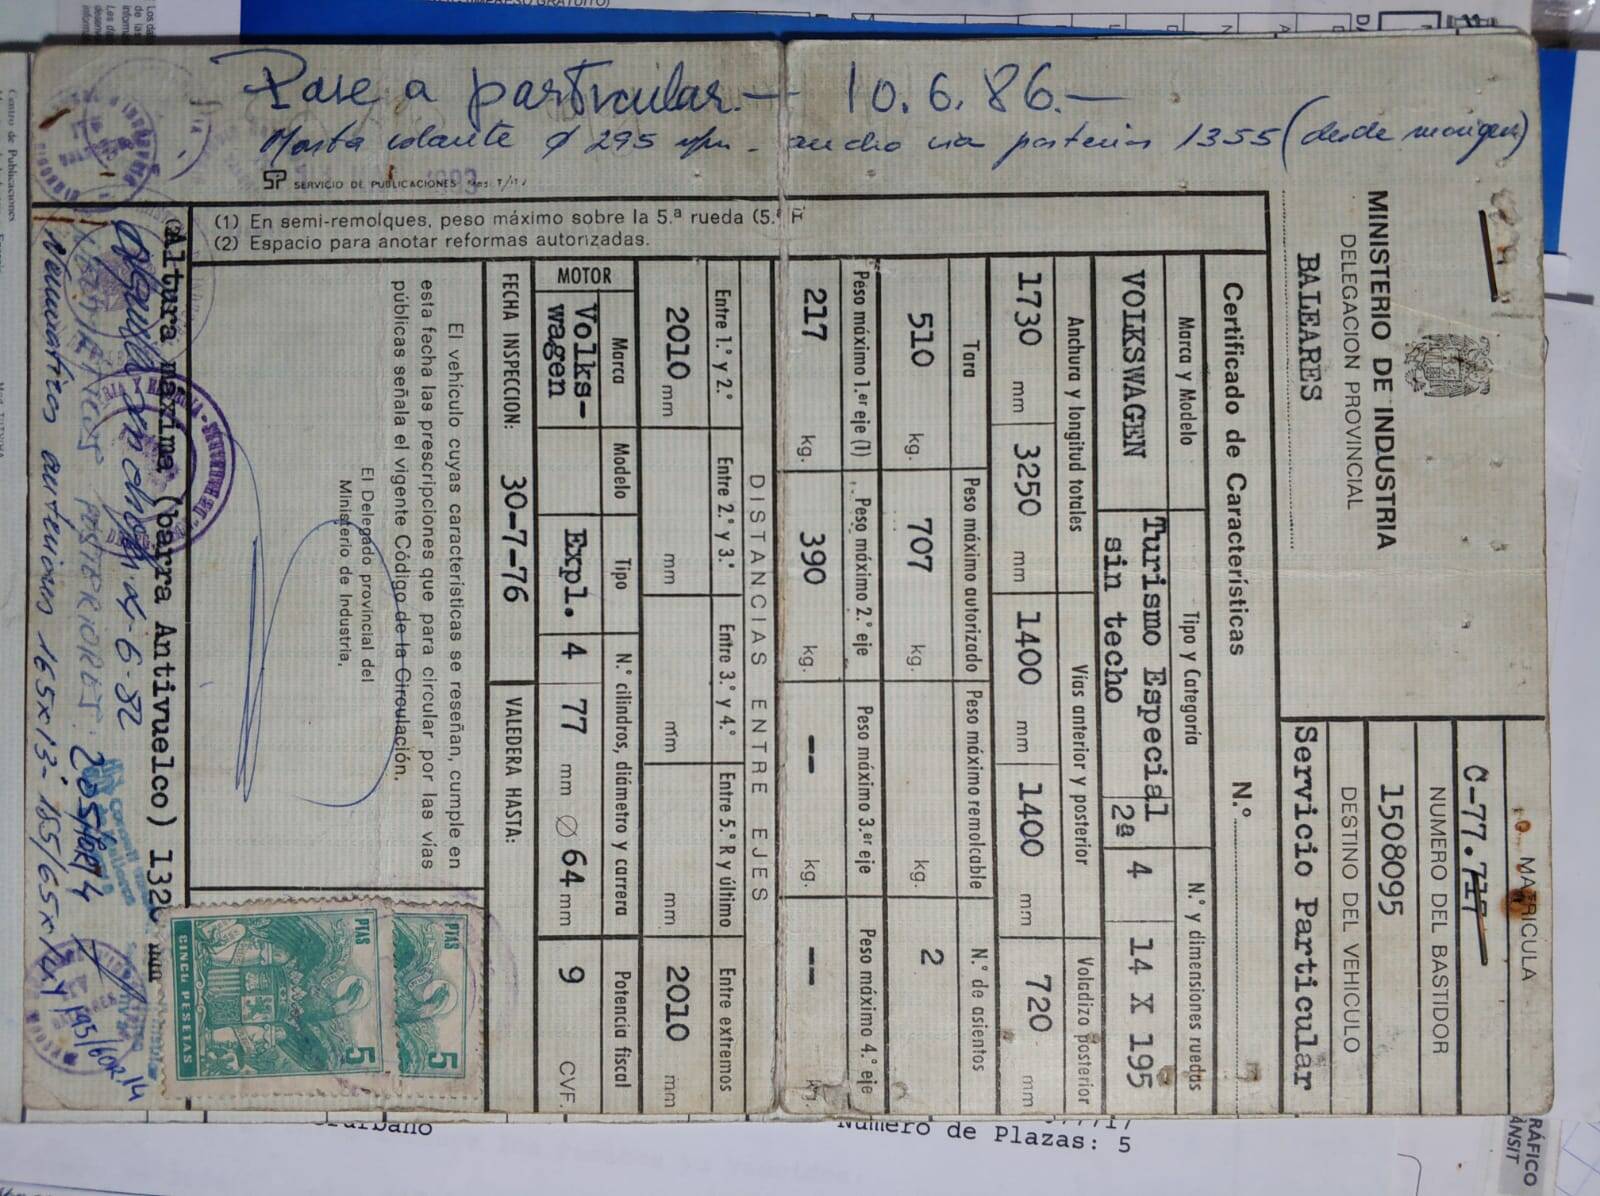 Pase a particular.- 10.6.86.-
ancho via posterior 1355 (desde
SERVICIO DE PUBLICACIONES
(1) En semi-remolques, peso máximo sobre la 5.ª rueda (5.ª R
(2) Espacio para anotar reformas autorizadas.
MINISTERIO DE INDUSTRIA
DELEGACION PROVINCIAL
BALEARES
MATRICULA
NUMERO DEL BASTIDOR
1508095
DESTINO DEL VEHICULO
Servicio Particular
Certificado de Características N.º
Marca y Modelo
Tipo y Categoría
N.º y dimensiones ruedas
VOLKSWAGEN
Turismo Especial 2ª
sin techo
4
14 X 195
Anchura y longitud totales
Vías anterior y posterior
Voladizo posterior
1730 mm
3250 mm
1400 mm
1400 mm
720
Tara
Peso máximo autorizado
Peso máximo remolcable
N.º de asientos
510 kg.
707 kg.
kg.
2
Peso máximo 1.er eje (1)
Peso máximo 2.º eje
Peso máximo 3.er eje
Peso máximo 4.º eje
217 kg.
390 kg.
-- kg.
-- kg.
DISTANCIAS ENTRE EJES
Entre 1.º y 2.º
Entre 2.º y 3.º
Entre 3.º y 4.º
Entre 5.º R y último
Entre extremos
2010 mm
mm
mm
mm
2010 mm
MOTOR
Marca
Modelo
Tipo
N.º cilindros, diámetro y carrera
Potencia fiscal
Volks-
wagen
Expl.
4
77 mm Ø 64 mm
9 CVF
FECHA INSPECCION: 30-7-76
VALEDERA HASTA:
El vehículo cuyas características se reseñan, cumple en
esta fecha las prescripciones que para circular por las vías
públicas señala el vigente Código de la Circulación.
El Delegado provincial del
Ministerio de Industria,
PTAS 5
PTAS 5
CINCO PESETAS
Altura máxima (barra Antivuelco)
4-6-82
POSTERIORES
Neumaticos anteriores 165x13-
Número de Plazas: 5